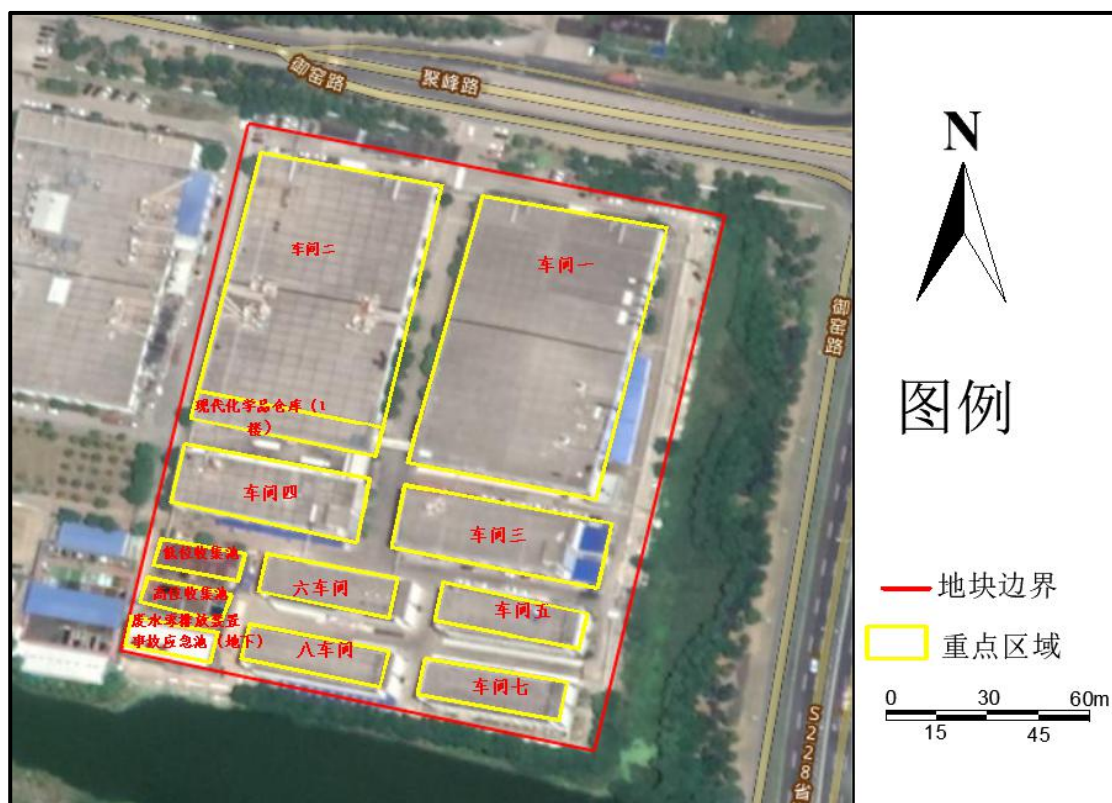 御窑路
聚峰路
车间二
车间一
御窑路
现代化学品仓库（1
楼）
车间四
车间三
低位收集池
高位收集池
六车间
车间五
废水零排放装置
事故应急池（地下）
八车间
车间七
S228省
N
图例
地块边界
重点区域
0 30 60m
15 45